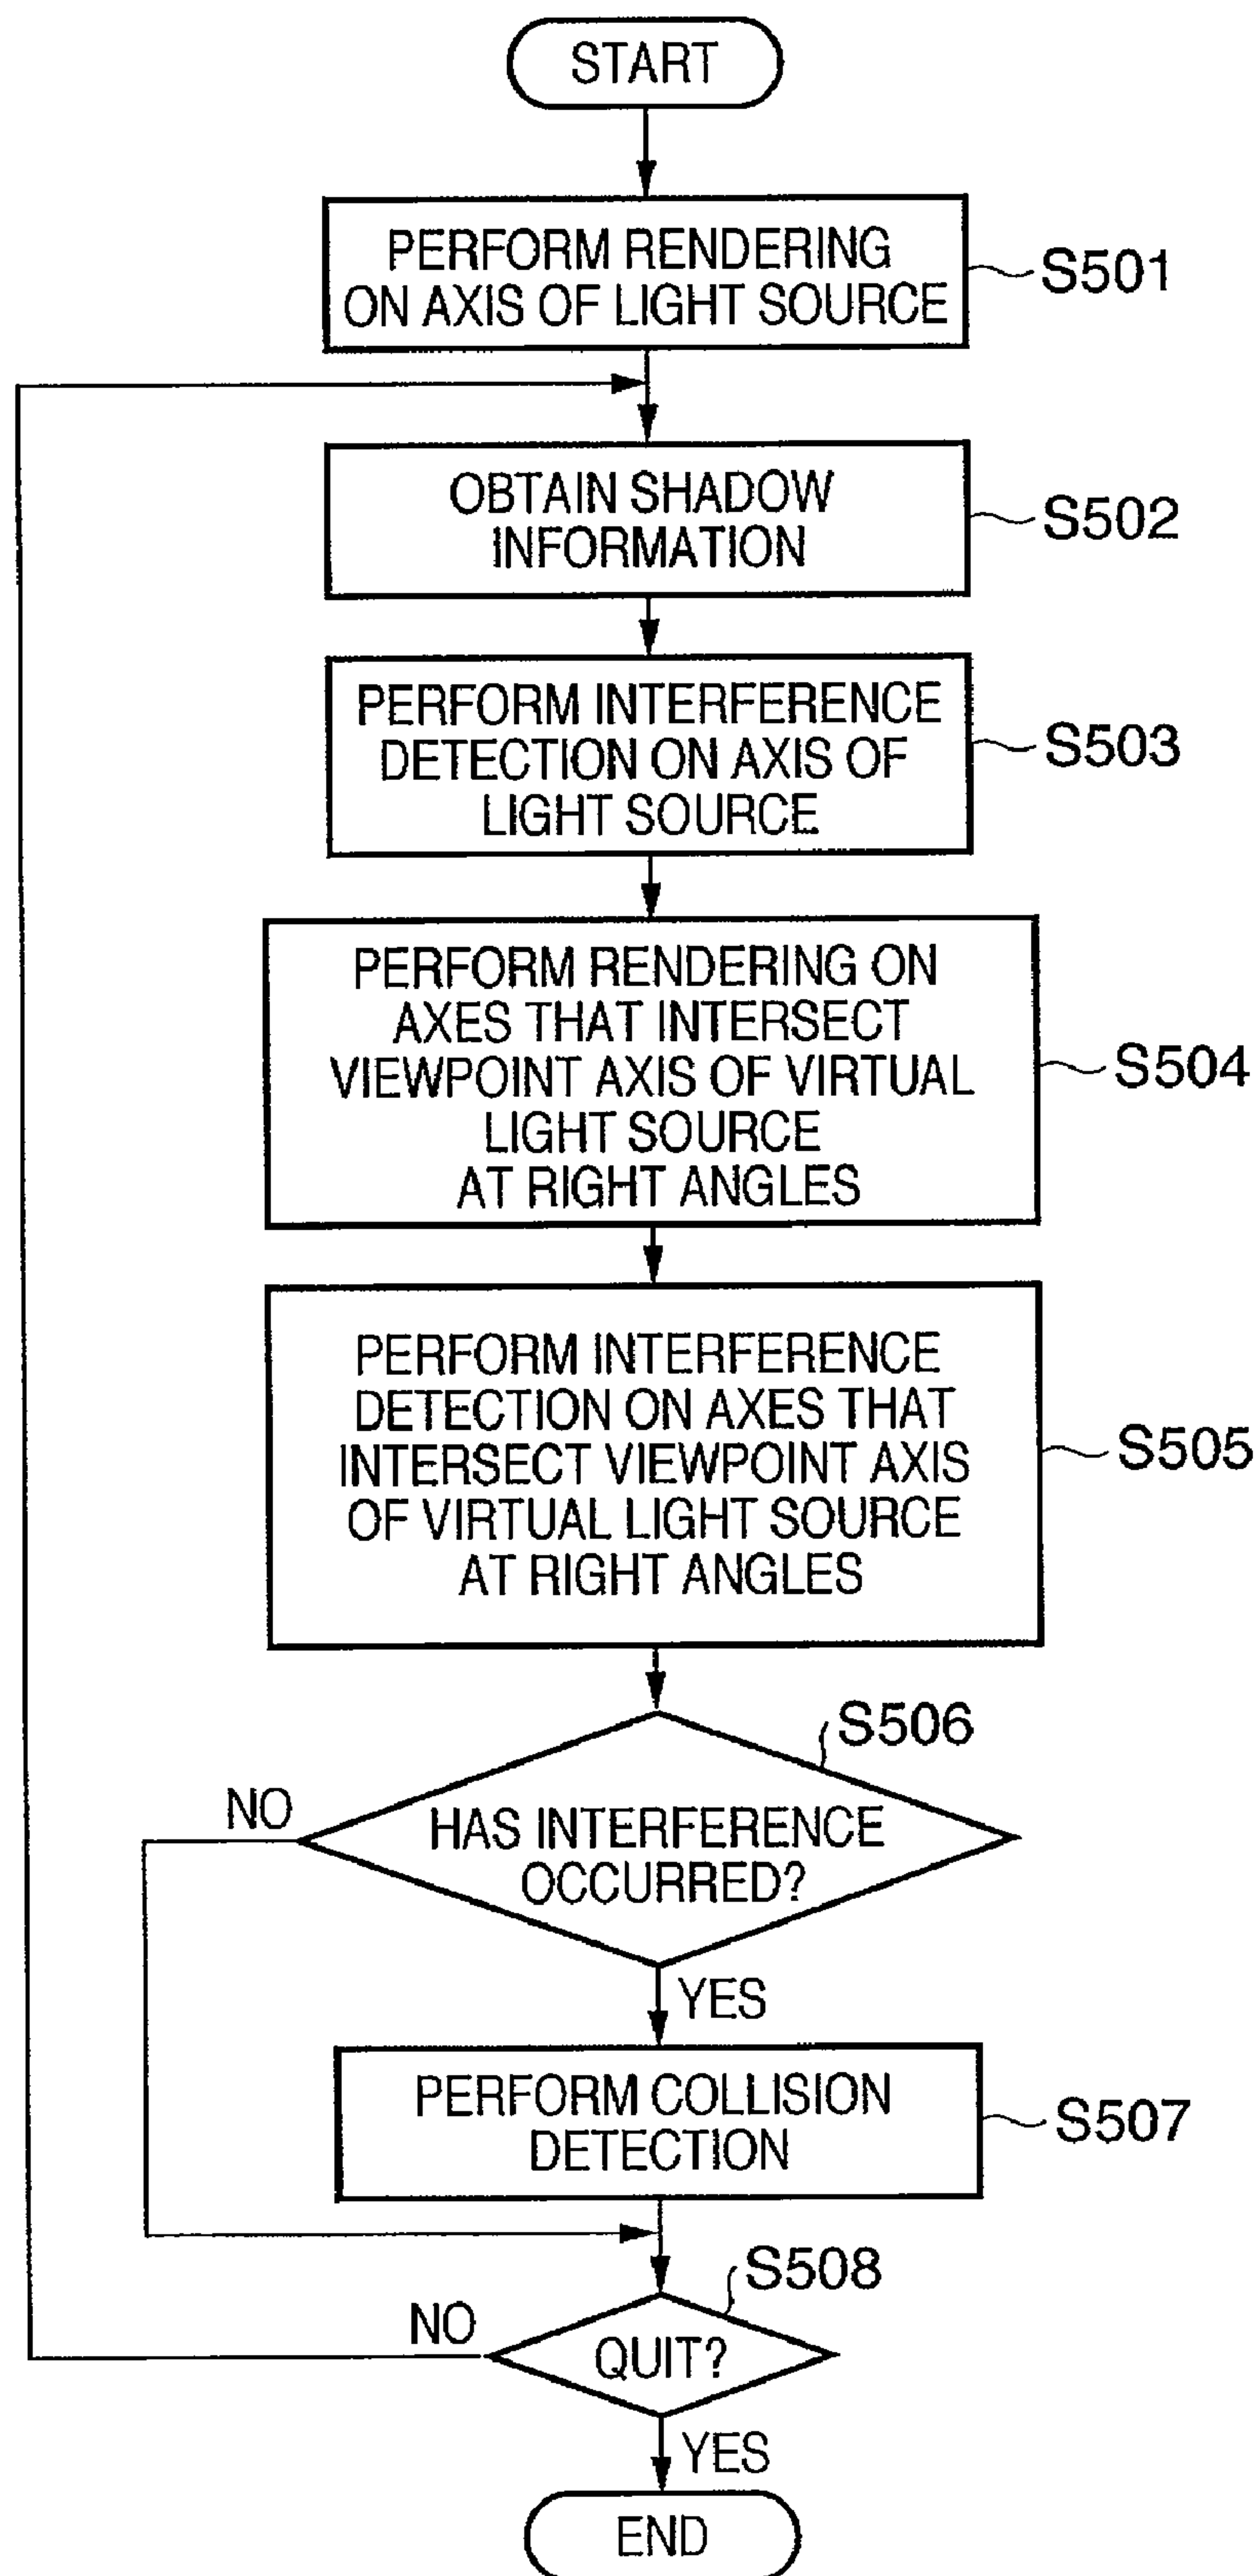 START
PERFORM RENDERING
ON AXIS OF LIGHT SOURCE
S501
OBTAIN SHADOW
INFORMATION
S502
PERFORM INTERFERENCE
DETECTION ON AXIS OF
LIGHT SOURCE
S503
PERFORM RENDERING ON
AXES THAT INTERSECT
VIEWPOINT AXIS OF VIRTUAL
LIGHT SOURCE
AT RIGHT ANGLES
S504
PERFORM INTERFERENCE
DETECTION ON AXES THAT
INTERSECT VIEWPOINT AXIS
OF VIRTUAL LIGHT SOURCE
AT RIGHT ANGLES
S505
S506
NO
HAS INTERFERENCE
OCCURRED?
YES
PERFORM COLLISION
DETECTION
S507
S508
NO
QUIT?
YES
END